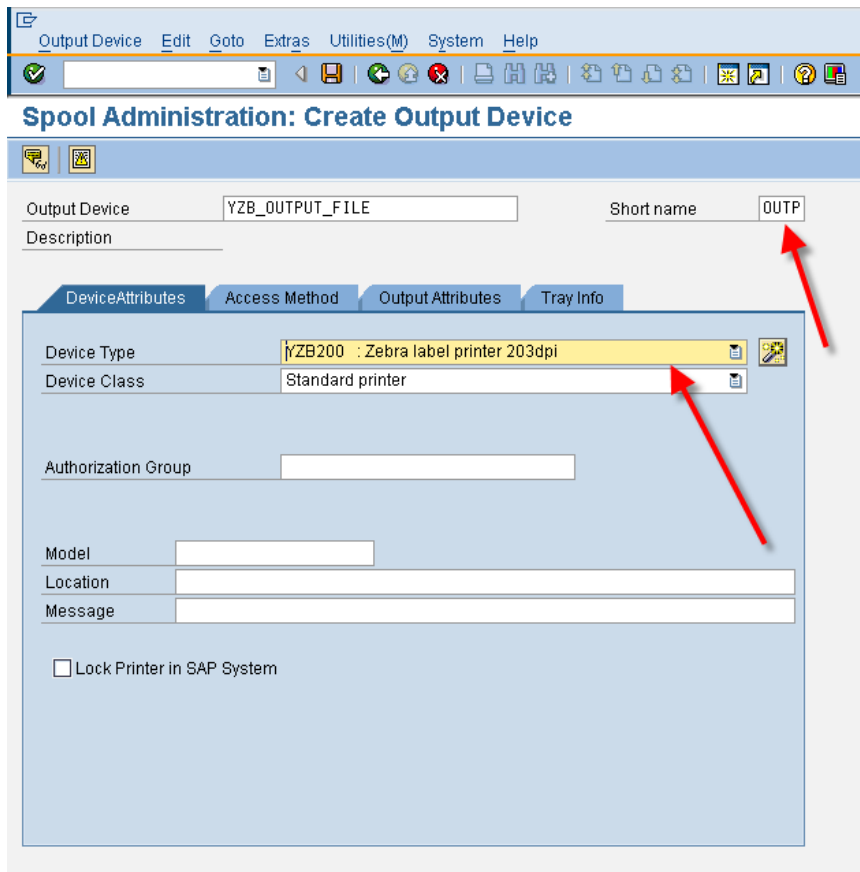 Output Device Edit Goto Extras Utilities(M) System Help
Spool Administration: Create Output Device
Output Device YZB_OUTPUT_FILE Short name OUTP
Description
DeviceAttributes Access Method Output Attributes Tray Info
Device Type YZB200 : Zebra label printer 203dpi
Device Class Standard printer
Authorization Group
Model
Location
Message
Lock Printer in SAP System